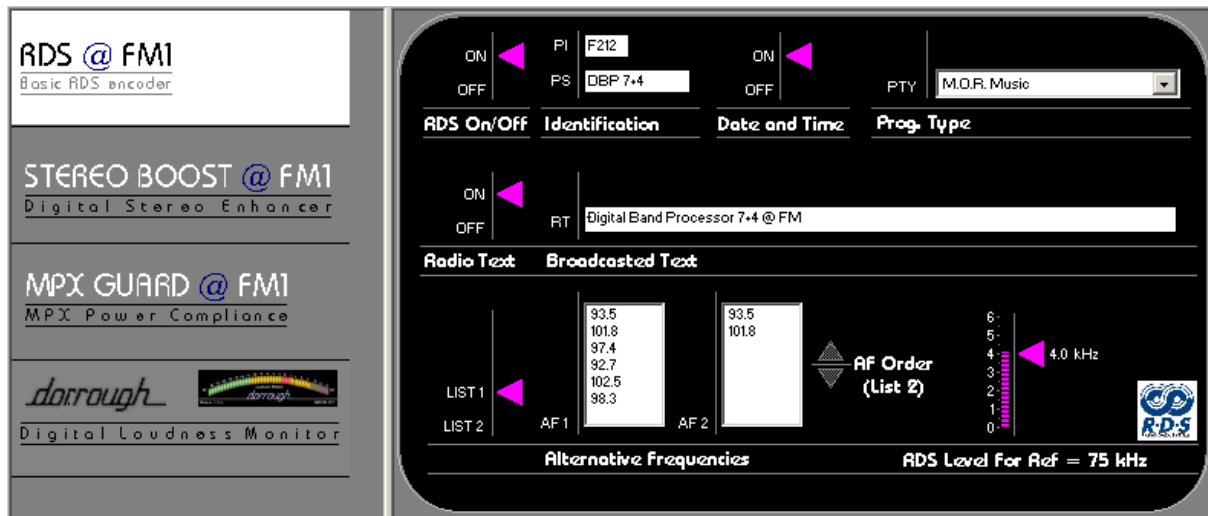 RDS @ FM1
Basic RDS encoder
STEREO BOOST @ FM1
Digital Stereo Enhancer
MPX GUARD @ FM1
MPX Power Compliance
dorrough
dorrough
Digital Loudness Monitor
ON
OFF
RDS On/Off
PI F212
PS DBP 7+4
Identification
ON
OFF
Date and Time
PTY M.O.R. Music
Prog. Type
ON
OFF
Radio Text
RT Digital Band Processor 7+4 @ FM
Broadcasted Text
LIST 1
LIST 2
AF 1
93.5
101.8
97.4
92.7
102.5
98.3
AF 2
93.5
101.8
AF Order
(List 2)
Alternative Frequencies
6
5
4
3
2
1
0
4.0 kHz
R·D·S
RDS Level For Ref = 75 kHz